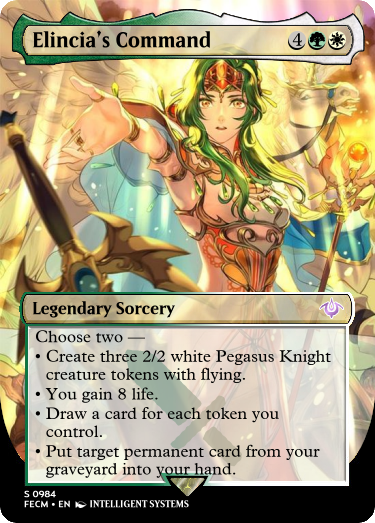 Elincia's Command 4
Legendary Sorcery
Choose two —
• Create three 2/2 white Pegasus Knight
creature tokens with flying.
• You gain 8 life.
• Draw a card for each token you
control.
• Put target permanent card from your
graveyard into your hand.
S 0984
FECM • EN INTELLIGENT SYSTEMS